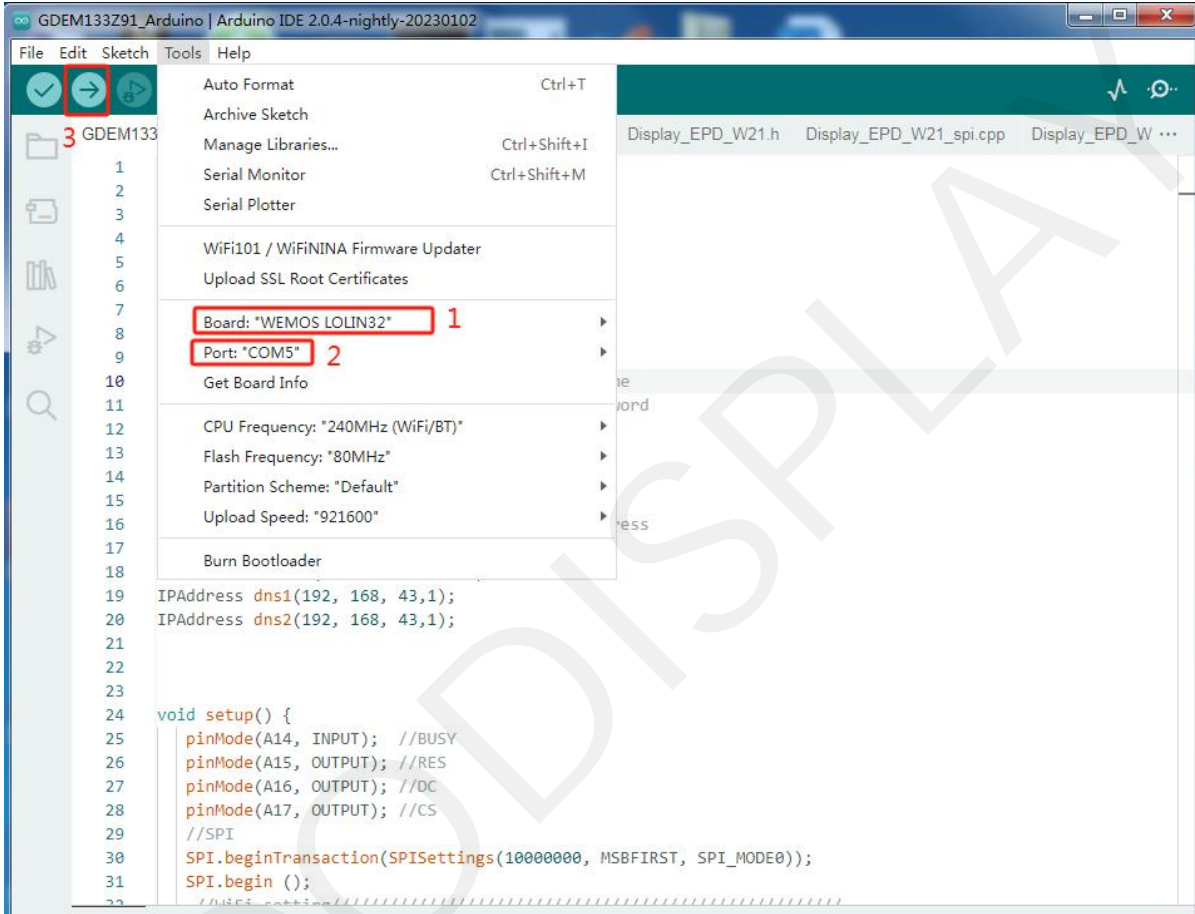 GDEM133Z91_Arduino | Arduino IDE 2.0.4-nightly-20230102
File Edit Sketch Tools Help
3 GDEM133
Display_EPD_W21.h Display_EPD_W21_spi.cpp Display_EPD_W ···
Auto Format Ctrl+T
Archive Sketch
Manage Libraries... Ctrl+Shift+I
Serial Monitor Ctrl+Shift+M
Serial Plotter
WiFi101 / WiFiNINA Firmware Updater
Upload SSL Root Certificates
Board: "WEMOS LOLIN32" 1
Port: "COM5" 2
Get Board Info
CPU Frequency: "240MHz (WiFi/BT)"
Flash Frequency: "80MHz"
Partition Scheme: "Default"
Upload Speed: "921600"
Burn Bootloader
1
2
3
4
5
6
7
8
9
10
11
12
13
14
15
16
17
18
19 IPAddress dns1(192, 168, 43,1);
20 IPAddress dns2(192, 168, 43,1);
21
22
23
24 void setup() {
25 pinMode(A14, INPUT); //BUSY
26 pinMode(A15, OUTPUT); //RES
27 pinMode(A16, OUTPUT); //DC
28 pinMode(A17, OUTPUT); //CS
29 //SPI
30 SPI.beginTransaction(SPISettings(10000000, MSBFIRST, SPI_MODE0));
31 SPI.begin ();
DISPLAY